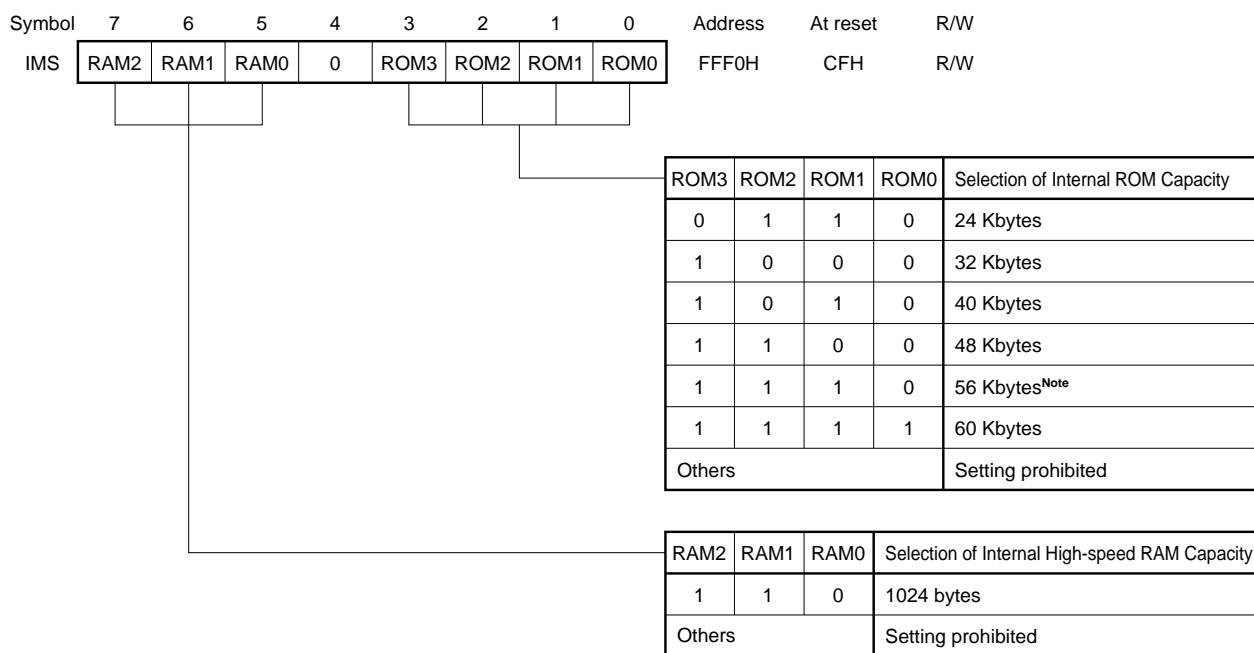 Symbol 7 6 5 4 3 2 1 0 Address At reset R/W
IMS RAM2 RAM1 RAM0 0 ROM3 ROM2 ROM1 ROM0 FFF0H CFH R/W
ROM3 ROM2 ROM1 ROM0 Selection of Internal ROM Capacity
0 1 1 0 24 Kbytes
1 0 0 0 32 Kbytes
1 0 1 0 40 Kbytes
1 1 0 0 48 Kbytes
1 1 1 0 56 KbytesNote
1 1 1 1 60 Kbytes
Others Setting prohibited
RAM2 RAM1 RAM0 Selection of Internal High-speed RAM Capacity
1 1 0 1024 bytes
Others Setting prohibited